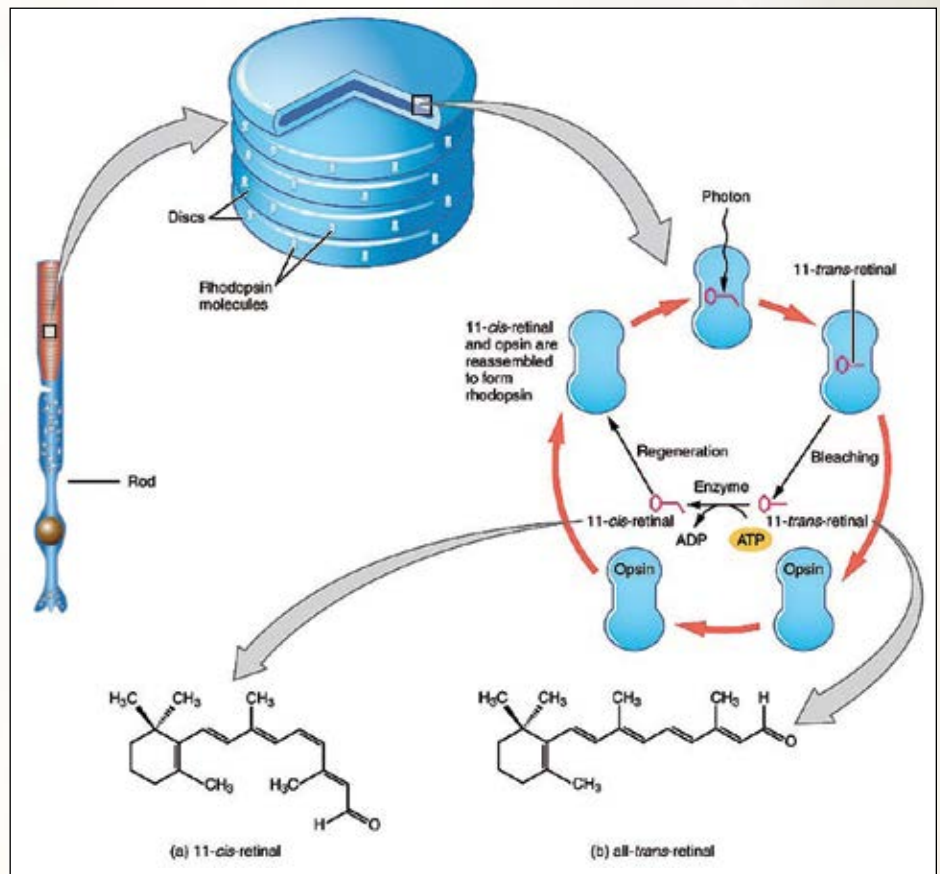 Discs
Rhodopsin
molecules
Rod
Photon
11-trans-retinal
11-cis-retinal
and opsin are
reassembled
to form
rhodopsin
Regeneration
Bleaching
Enzyme
11-cis-retinal
11-trans-retinal
ADP
ATP
Opsin
Opsin
H₃C
CH₃
CH₃
CH₃
H₃C
H
O
(a) 11-cis-retinal
H₃C
CH₃
CH₃
CH₃
H
O
CH₃
(b) all-trans-retinal